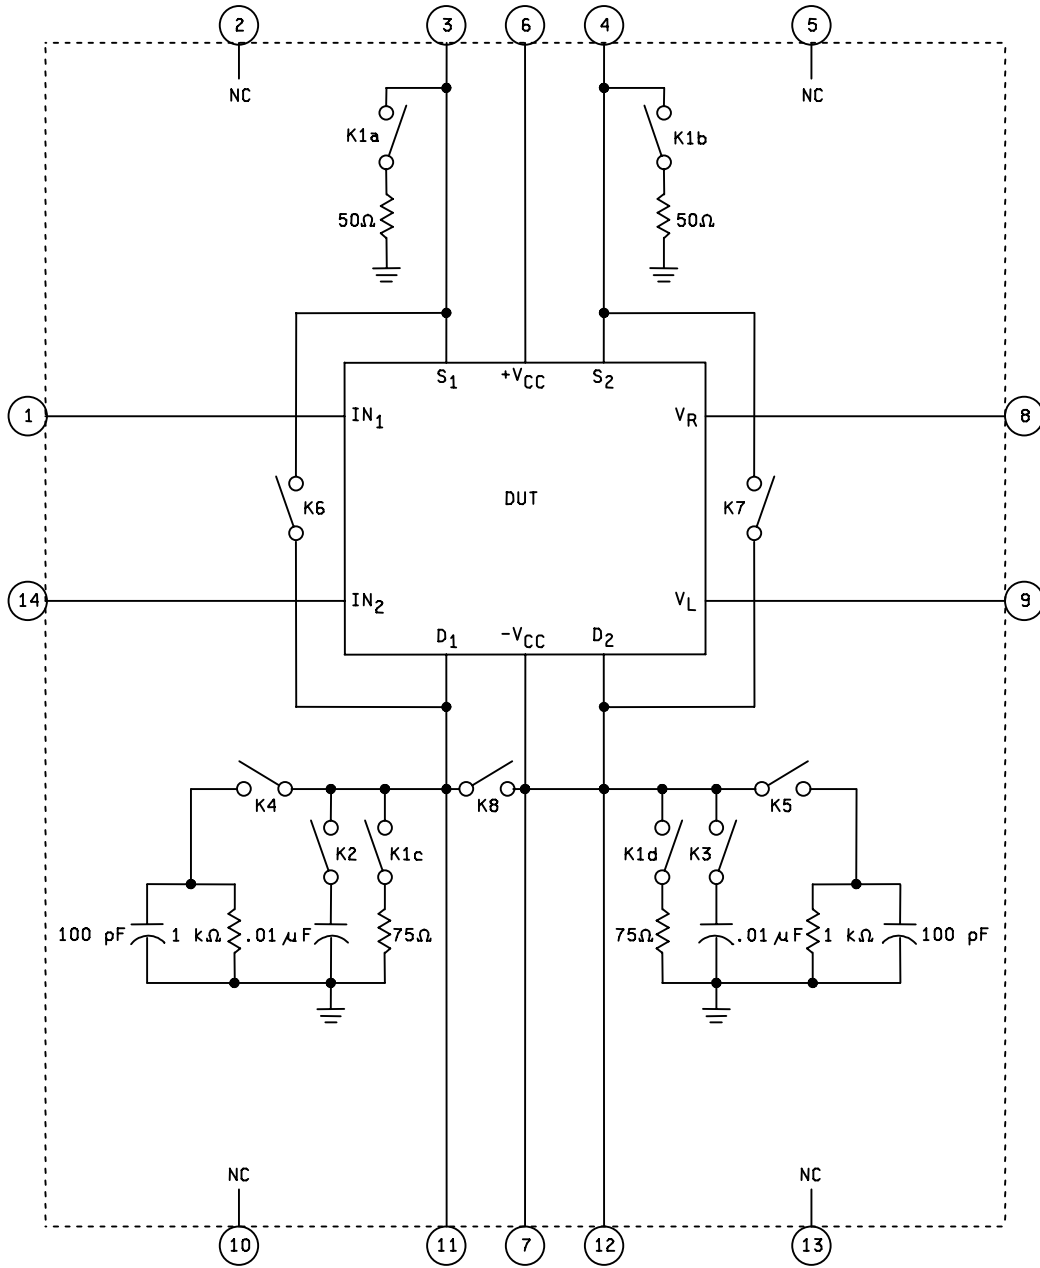 2 3 6 4 5
NC NC
K1a K1b
50Ω 50Ω
S1 +VCC S2
1 IN1 VR 8
K6 DUT K7
14 IN2 VL 9
D1 -VCC D2
K4 K8 K5
K2 K1c K1d K3
100 pF 1 kΩ .01 μF 75Ω 75Ω .01 μF 1 kΩ 100 pF
NC NC
10 11 7 12 13